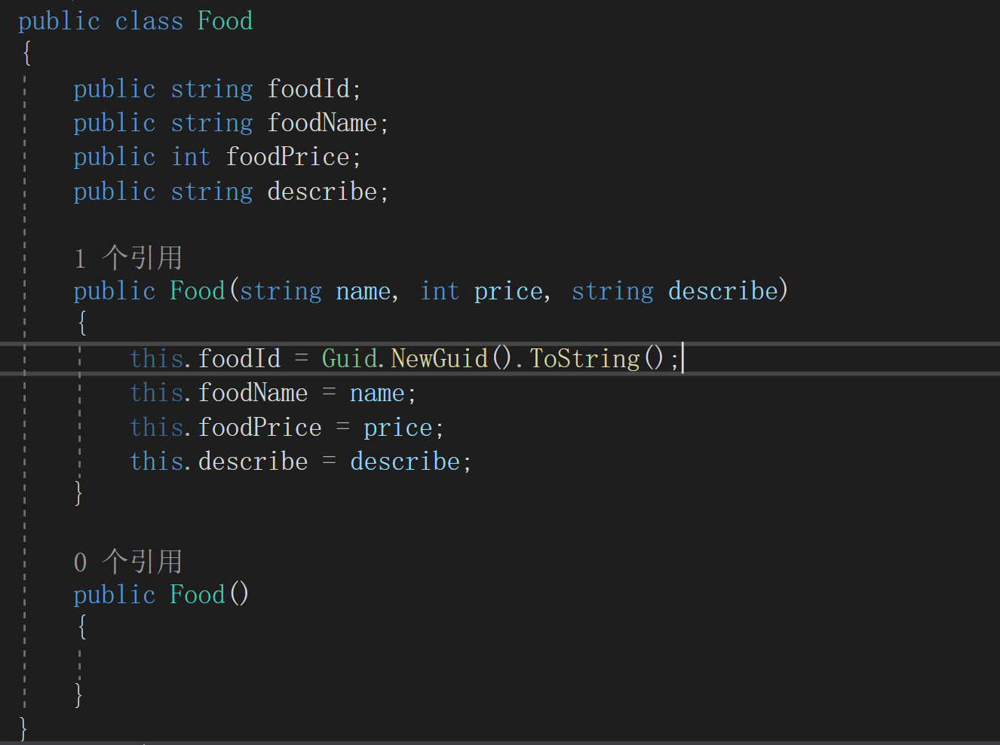 public class Food
{
public string foodId;
public string foodName;
public int foodPrice;
public string describe;
1 个引用
public Food(string name, int price, string describe)
{
this.foodId = Guid.NewGuid().ToString();
this.foodName = name;
this.foodPrice = price;
this.describe = describe;
}
0 个引用
public Food()
{
}
}